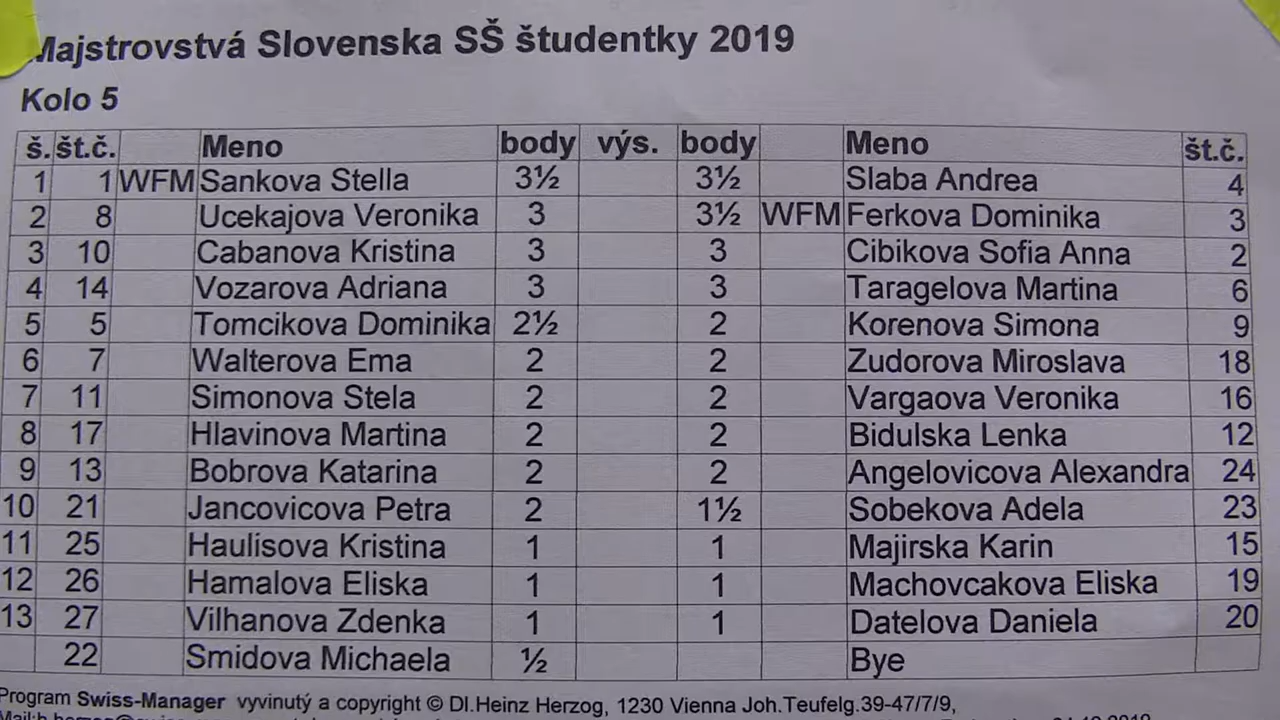 Majstrovstvá Slovenska SŠ študentky 2019
Kolo 5
š. št.č. Meno body výs. body Meno št.č.
1 1 WFM Sankova Stella 3½ 3½ Slaba Andrea 4
2 8 Ucekajova Veronika 3 3½ WFM Ferkova Dominika 3
3 10 Cabanova Kristina 3 3 Cibikova Sofia Anna 2
4 14 Vozarova Adriana 3 3 Taragelova Martina 6
5 5 Tomcikova Dominika 2½ 2 Korenova Simona 9
6 7 Walterova Ema 2 2 Zudorova Miroslava 18
7 11 Simonova Stela 2 2 Vargaova Veronika 16
8 17 Hlavinova Martina 2 2 Bidulska Lenka 12
9 13 Bobrova Katarina 2 2 Angelovicova Alexandra 24
10 21 Jancovicova Petra 2 1½ Sobekova Adela 23
11 25 Haulisova Kristina 1 1 Majirska Karin 15
12 26 Hamalova Eliska 1 1 Machovcakova Eliska 19
13 27 Vilhanova Zdenka 1 1 Datelova Daniela 20
22 Smidova Michaela ½ Bye
Program Swiss-Manager vyvinutý a copyright © DI.Heinz Herzog, 1230 Vienna Joh.Teufelg.39-47/7/9,